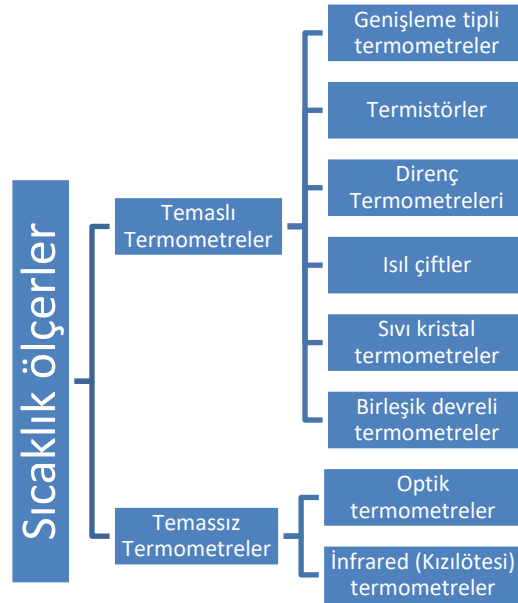 Sıcaklık ölçerler
Temaslı
Termometreler
Genişleme tipli
termometreler
Termistörler
Direnç
Termometreleri
Isıl çiftler
Sıvı kristal
termometreler
Birleşik devreli
termometreler
Temassız
Termometreler
Optik
termometreler
İnfrared (Kızılötesi)
termometreler